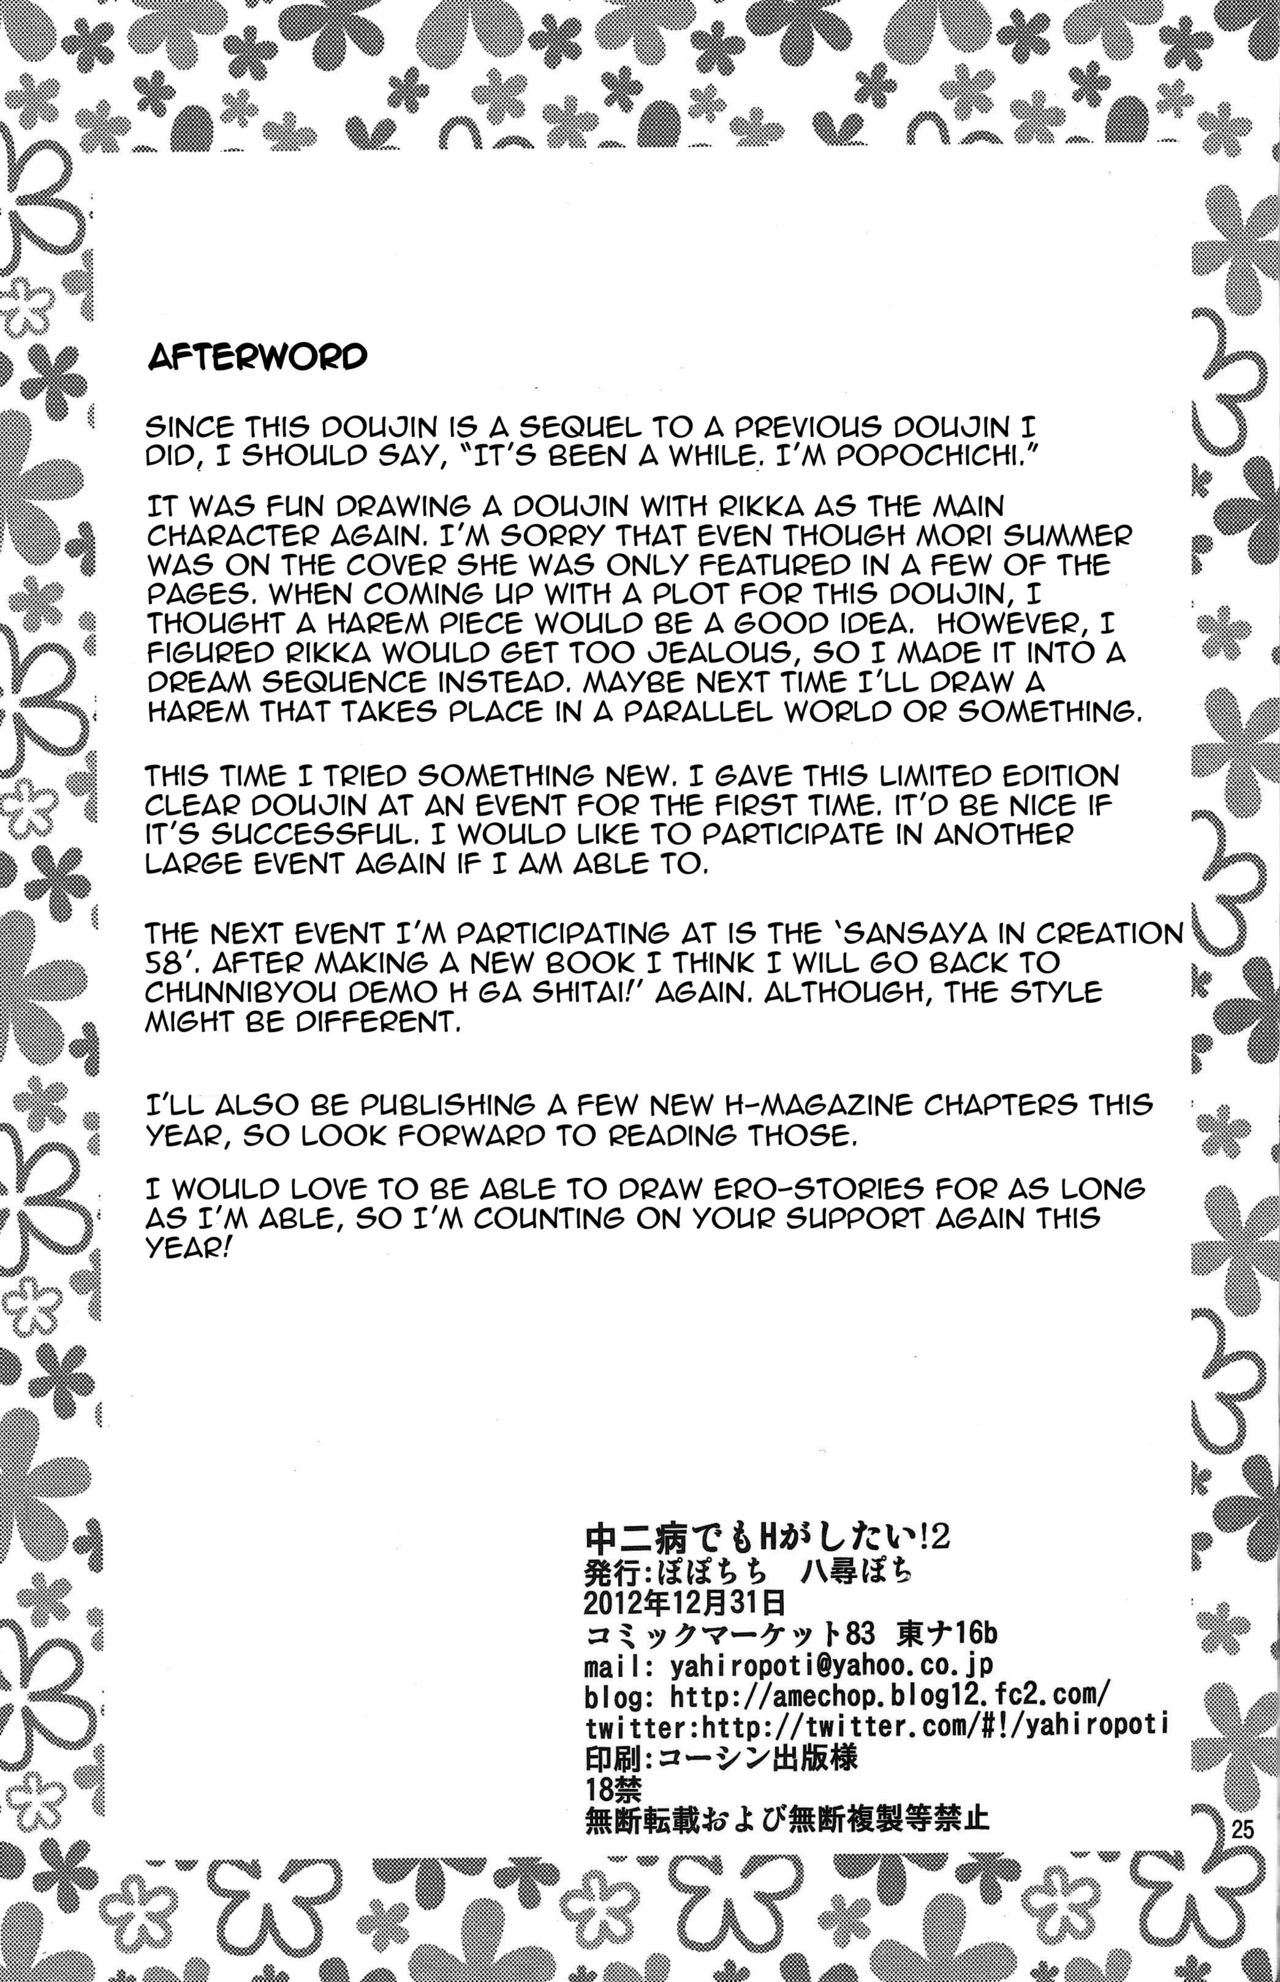 AFTERWORD
SINCE THIS DOUJIN IS A SEQUEL TO A PREVIOUS DOUJIN I
DID, I SHOULD SAY, "IT'S BEEN A WHILE. I'M POPOCHICHI."
IT WAS FUN DRAWING A DOUJIN WITH RIKKA AS THE MAIN
CHARACTER AGAIN. I'M SORRY THAT EVEN THOUGH MORI SUMMER
WAS ON THE COVER SHE WAS ONLY FEATURED IN A FEW OF THE
PAGES. WHEN COMING UP WITH A PLOT FOR THIS DOUJIN, I
THOUGHT A HAREM PIECE WOULD BE A GOOD IDEA. HOWEVER, I
FIGURED RIKKA WOULD GET TOO JEALOUS, SO I MADE IT INTO A
DREAM SEQUENCE INSTEAD. MAYBE NEXT TIME I'LL DRAW A
HAREM THAT TAKES PLACE IN A PARALLEL WORLD OR SOMETHING.
THIS TIME I TRIED SOMETHING NEW. I GAVE THIS LIMITED EDITION
CLEAR DOUJIN AT AN EVENT FOR THE FIRST TIME. IT'D BE NICE IF
IT'S SUCCESSFUL. I WOULD LIKE TO PARTICIPATE IN ANOTHER
LARGE EVENT AGAIN IF I AM ABLE TO.
THE NEXT EVENT I'M PARTICIPATING AT IS THE 'SANSAYA IN CREATION
58'. AFTER MAKING A NEW BOOK I THINK I WILL GO BACK TO
CHUNNIBYOU DEMO H GA SHITAI!' AGAIN. ALTHOUGH, THE STYLE
MIGHT BE DIFFERENT.
I'LL ALSO BE PUBLISHING A FEW NEW H-MAGAZINE CHAPTERS THIS
YEAR, SO LOOK FORWARD TO READING THOSE.
I WOULD LOVE TO BE ABLE TO DRAW ERO-STORIES FOR AS LONG
AS I'M ABLE, SO I'M COUNTING ON YOUR SUPPORT AGAIN THIS
YEAR!
中二病でもHがしたい!2
発行:ぽぽちち 八尋ぽち
2012年12月31日
コミックマーケット83 東ナ16b
mail: yahiropoti@yahoo.co.jp
blog: http://amechop.blog12.fc2.com/
twitter:http://twitter.com/#!/yahiropoti
印刷:コーシン出版様
18禁
無断転載および無断複製等禁止
25